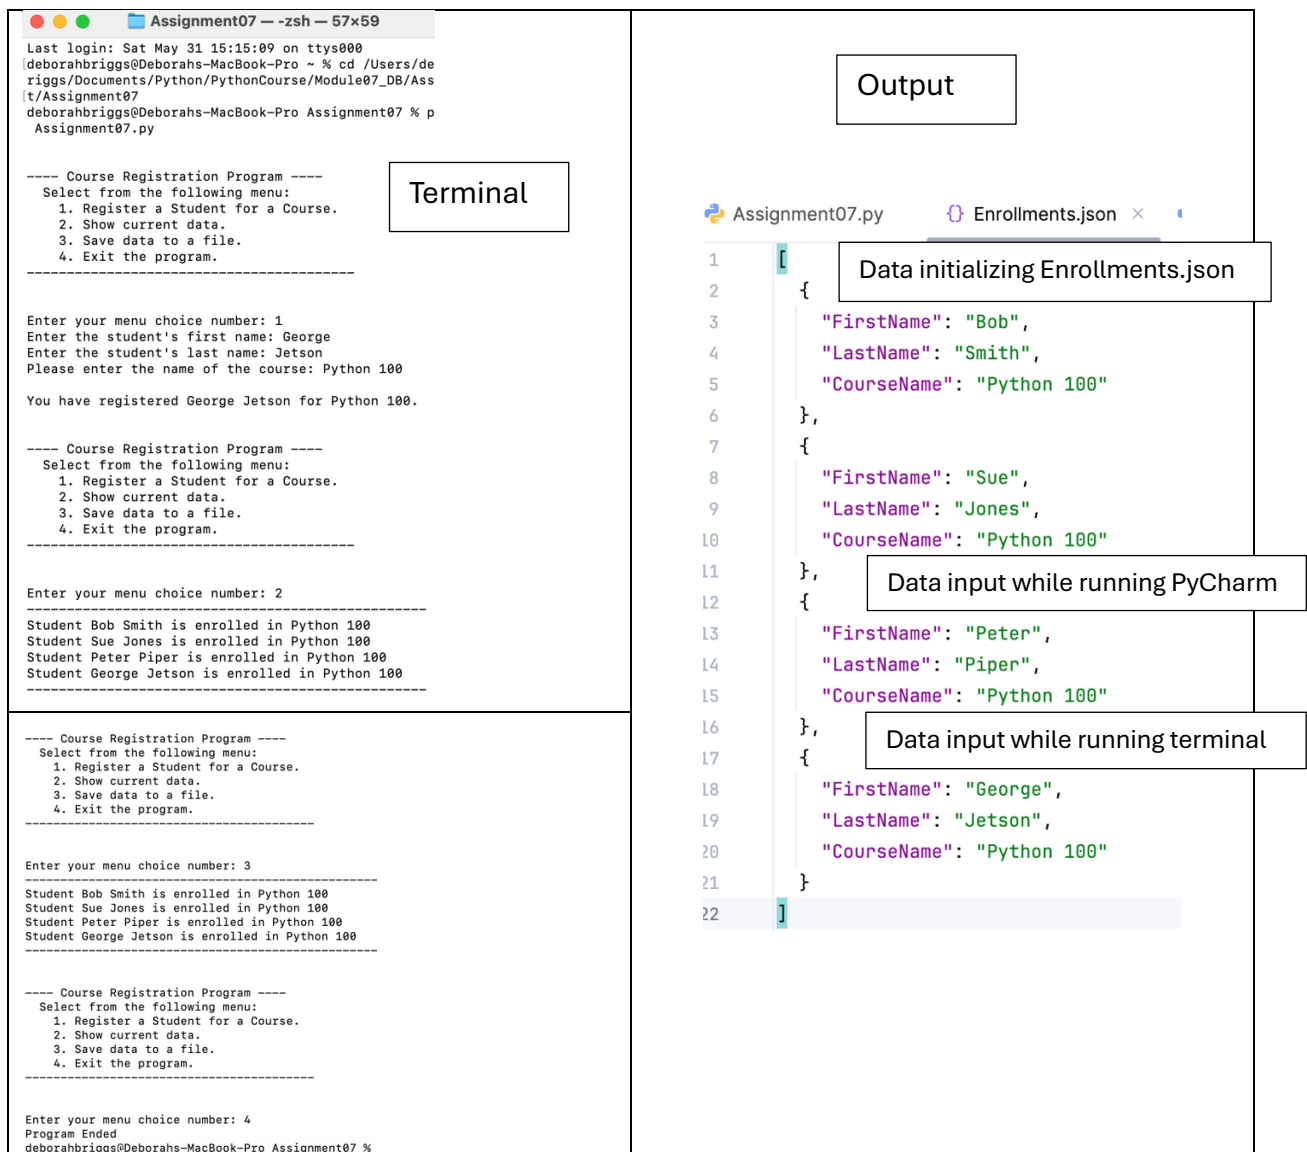 Assignment07 — -zsh — 57×59
Last login: Sat May 31 15:15:09 on ttys000
[deborahbriggs@Deborahs-MacBook-Pro ~ % cd /Users/de
riggs/Documents/Python/PythonCourse/Module07_DB/Ass
[t/Assignment07
deborahbriggs@Deborahs-MacBook-Pro Assignment07 % p
 Assignment07.py
---- Course Registration Program ----
  Select from the following menu:
    1. Register a Student for a Course.
    2. Show current data.
    3. Save data to a file.
    4. Exit the program.
-----------------------------------------
Terminal
Enter your menu choice number: 1
Enter the student's first name: George
Enter the student's last name: Jetson
Please enter the name of the course: Python 100
You have registered George Jetson for Python 100.
---- Course Registration Program ----
  Select from the following menu:
    1. Register a Student for a Course.
    2. Show current data.
    3. Save data to a file.
    4. Exit the program.
-----------------------------------------
Enter your menu choice number: 2
--------------------------------------------------
Student Bob Smith is enrolled in Python 100
Student Sue Jones is enrolled in Python 100
Student Peter Piper is enrolled in Python 100
Student George Jetson is enrolled in Python 100
--------------------------------------------------
---- Course Registration Program ----
  Select from the following menu:
    1. Register a Student for a Course.
    2. Show current data.
    3. Save data to a file.
    4. Exit the program.
-----------------------------------------
Enter your menu choice number: 3
--------------------------------------------------
Student Bob Smith is enrolled in Python 100
Student Sue Jones is enrolled in Python 100
Student Peter Piper is enrolled in Python 100
Student George Jetson is enrolled in Python 100
--------------------------------------------------
---- Course Registration Program ----
  Select from the following menu:
    1. Register a Student for a Course.
    2. Show current data.
    3. Save data to a file.
    4. Exit the program.
-----------------------------------------
Enter your menu choice number: 4
Program Ended
deborahbriggs@Deborahs-MacBook-Pro Assignment07 %
Output
Assignment07.py {} Enrollments.json ×
1 [
Data initializing Enrollments.json
2 {
3 "FirstName": "Bob",
4 "LastName": "Smith",
5 "CourseName": "Python 100"
6 },
7 {
8 "FirstName": "Sue",
9 "LastName": "Jones",
10 "CourseName": "Python 100"
11 },
Data input while running PyCharm
12 {
13 "FirstName": "Peter",
14 "LastName": "Piper",
15 "CourseName": "Python 100"
16 },
Data input while running terminal
17 {
18 "FirstName": "George",
19 "LastName": "Jetson",
20 "CourseName": "Python 100"
21 }
22 ]